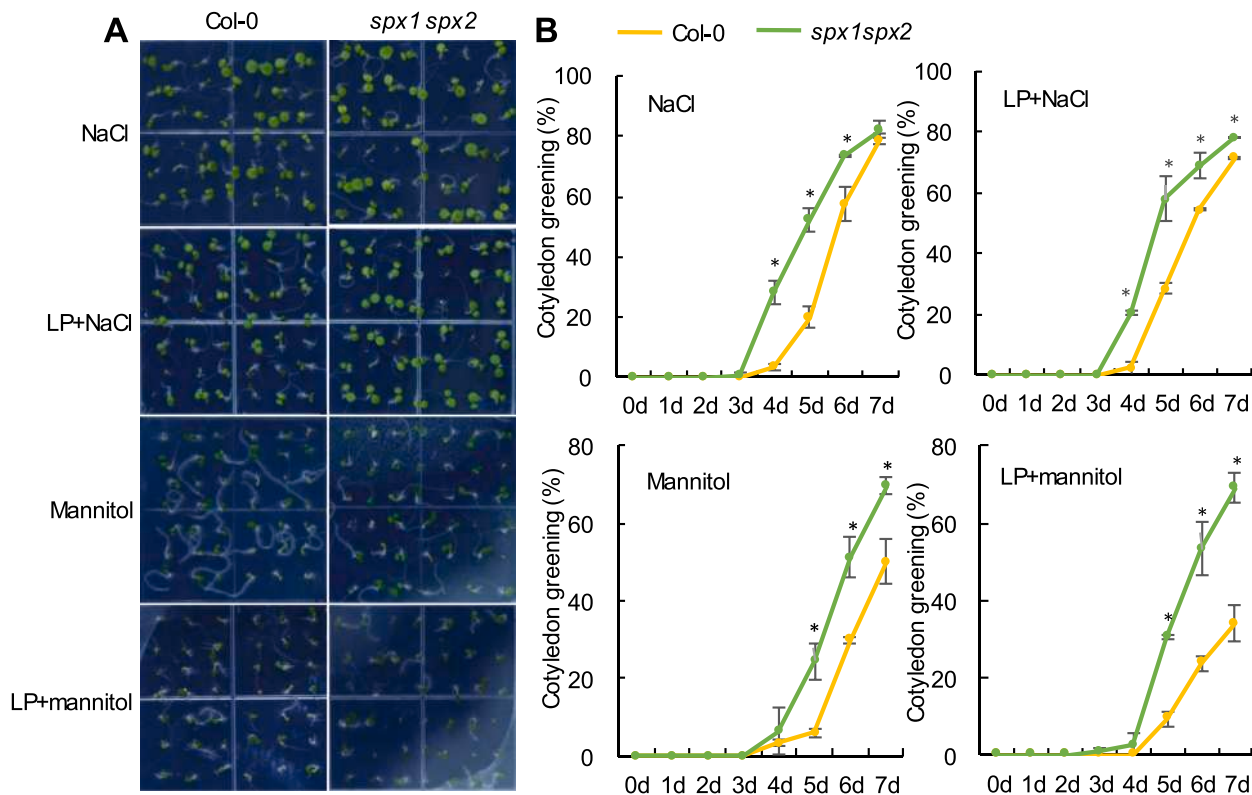 A
Col-0
spx1 spx2
NaCl
LP+NaCl
Mannitol
LP+mannitol
B
Col-0
spx1spx2
NaCl
Cotyledon greening (%)
100
80
60
40
20
0
* * *
0d 1d 2d 3d 4d 5d 6d 7d
LP+NaCl
Cotyledon greening (%)
100
80
60
40
20
0
* * * *
0d 1d 2d 3d 4d 5d 6d 7d
Mannitol
Cotyledon greening (%)
80
60
40
20
0
* * *
0d 1d 2d 3d 4d 5d 6d 7d
LP+mannitol
Cotyledon greening (%)
80
60
40
20
0
* * *
0d 1d 2d 3d 4d 5d 6d 7d